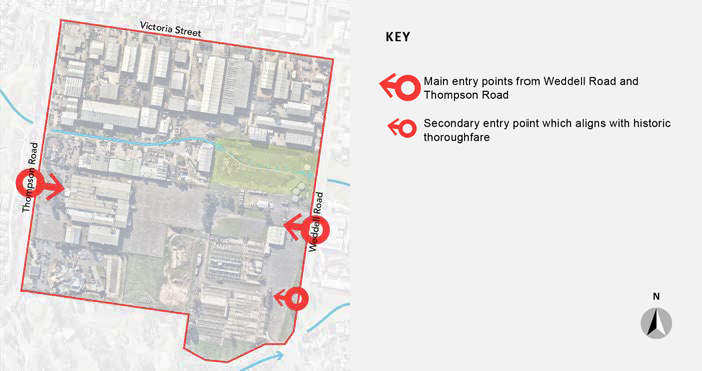 Victoria Street
Thompson Road
Weddell Road
KEY
Main entry points from Weddell Road and
Thompson Road
Secondary entry point which aligns with historic
thoroughfare
N